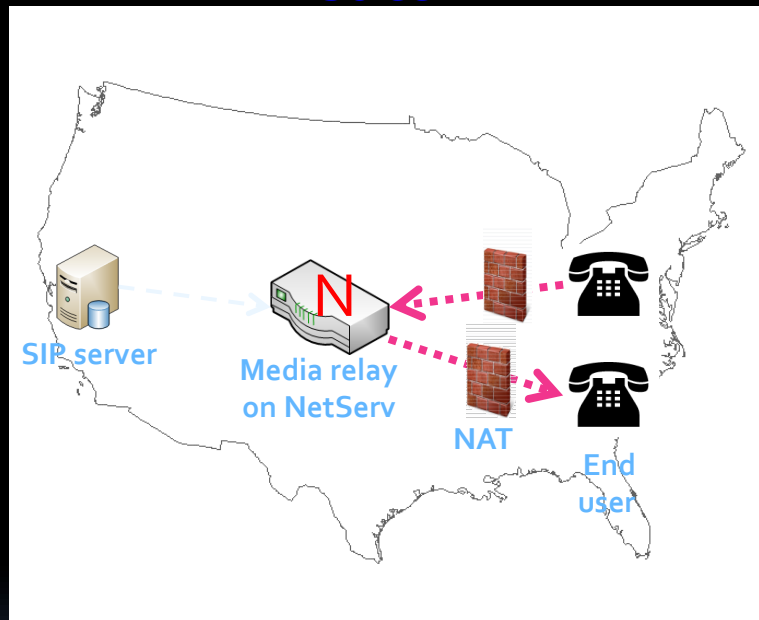 N
SIP server
Media relay
on NetServ
NAT
End
user